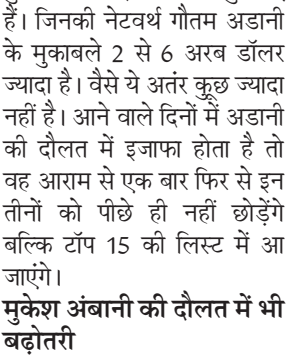 हैं। जिनकी नेटवर्थ गौतम अडानी
के मुकाबले 2 से 6 अरब डॉलर
ज्यादा है। वैसे ये अतंर कुछ ज्यादा
नहीं है। आने वाले दिनों में अडानी
की दौलत में इजाफा होता है तो
वह आराम से एक बार फिर से इन
तीनों को पीछे ही नहीं छोड़ेंगे
बल्कि टॉप 15 की लिस्ट में आ
जाएंगे।
मुकेश अंबानी की दौलत में भी
बढ़ोतरी